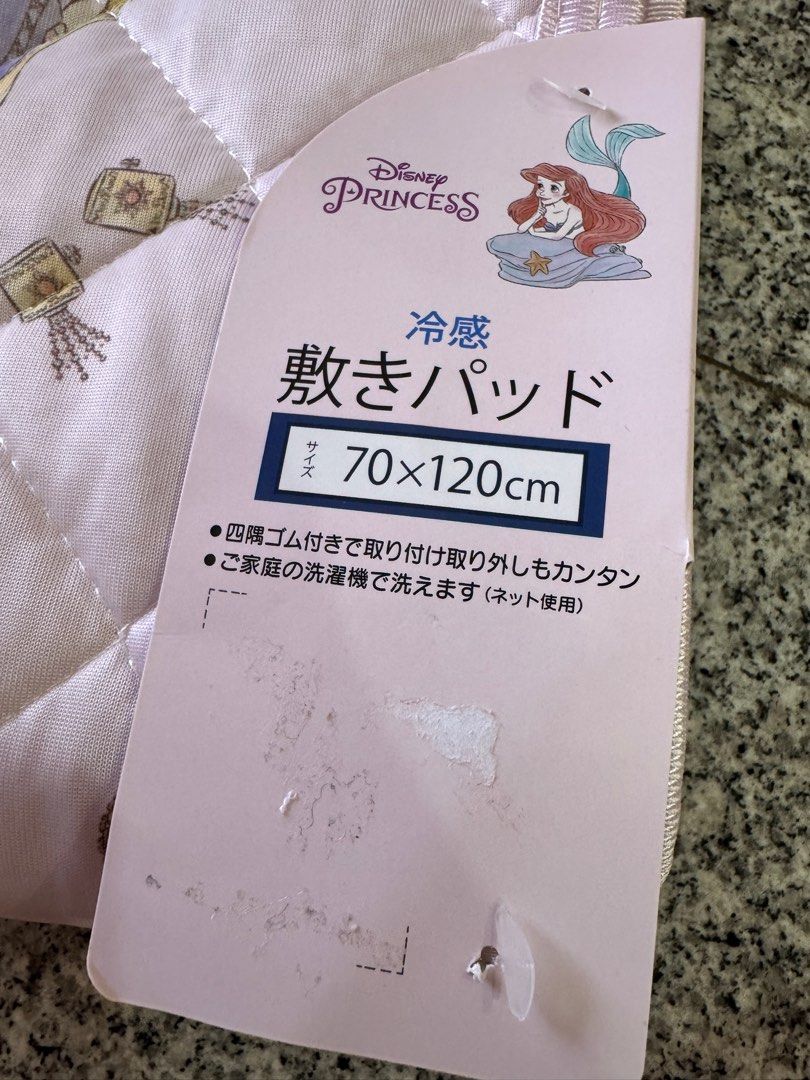 Disney
PRINCESS
冷感
敷きパッド
サイズ 70×120cm
●四隅ゴム付きで取り付け取り外しもカンタン
●ご家庭の洗濯機で洗えます(ネット使用)